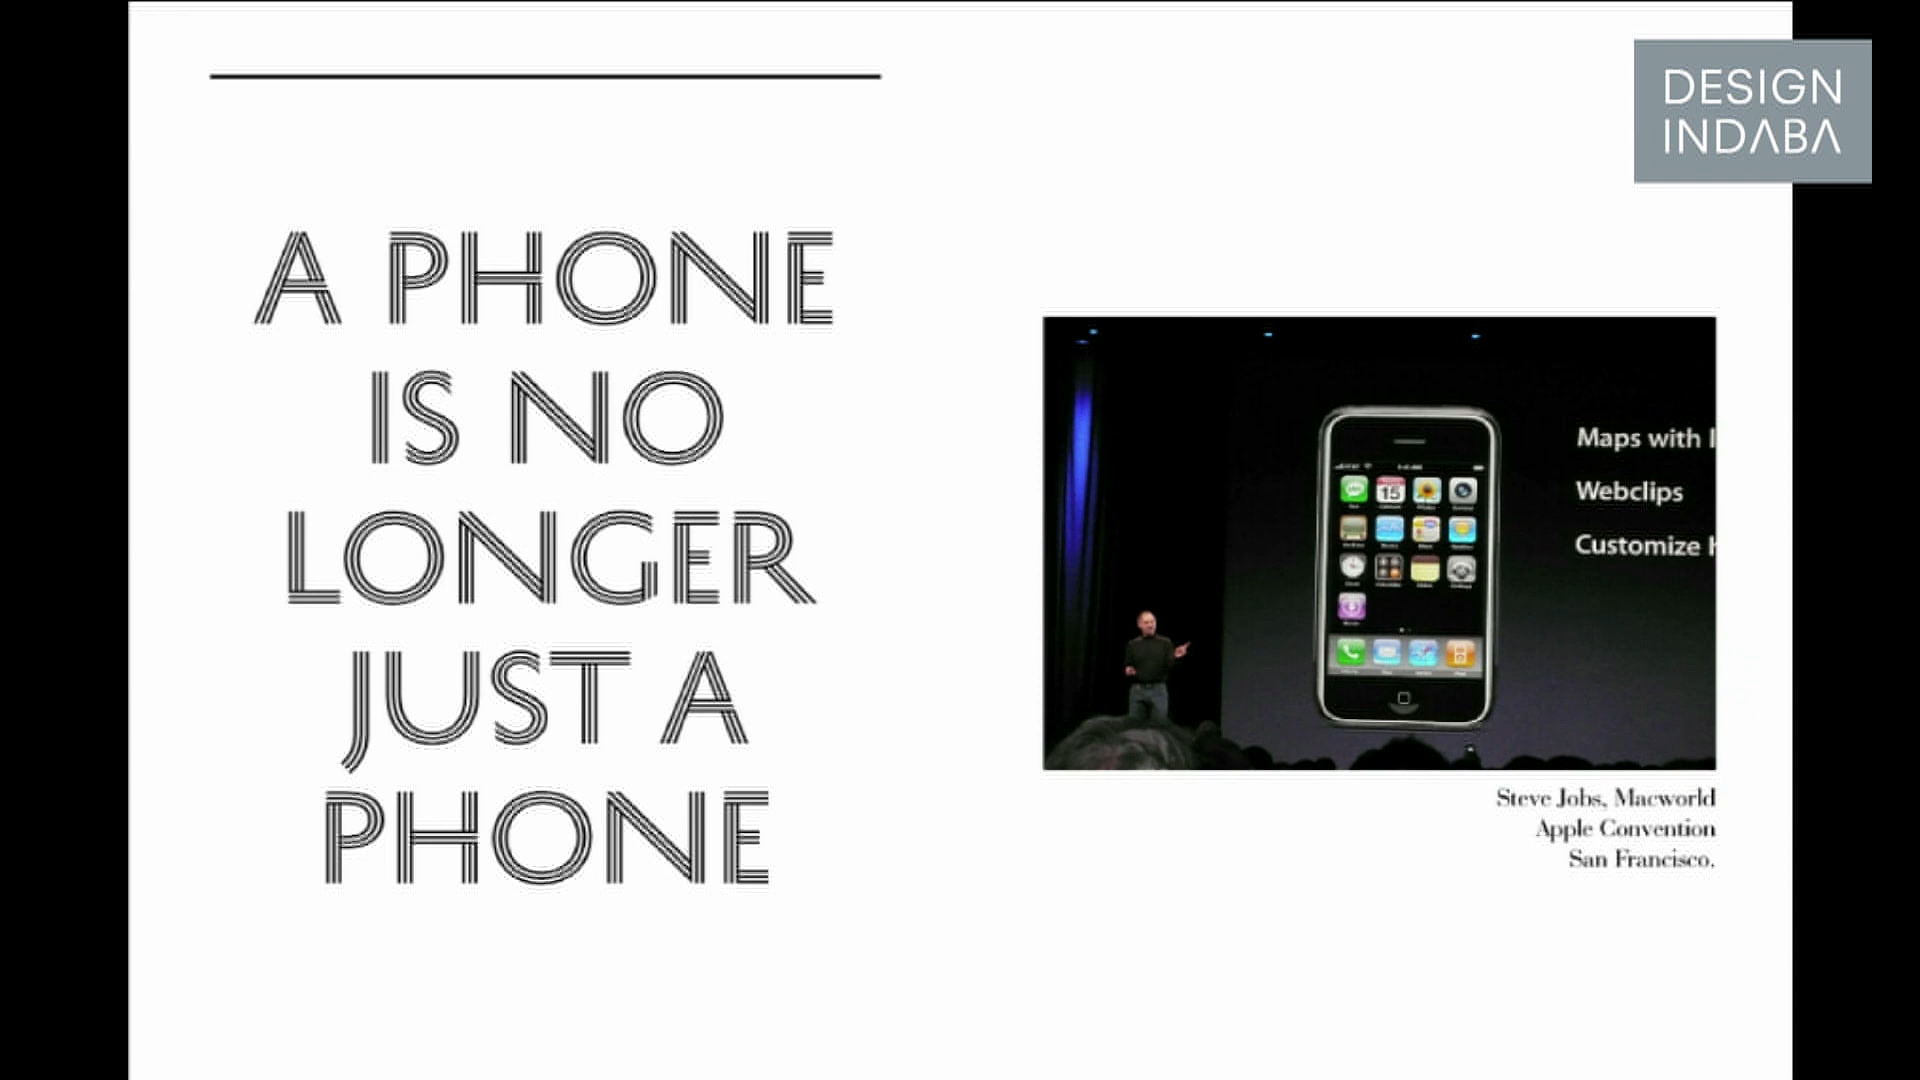 A PHONE
IS NO
LONGER
JUST A
PHONE
DESIGN
INDABA
Maps with
Webclips
Customize
15
Steve Jobs, Macworld
Apple Convention
San Francisco.